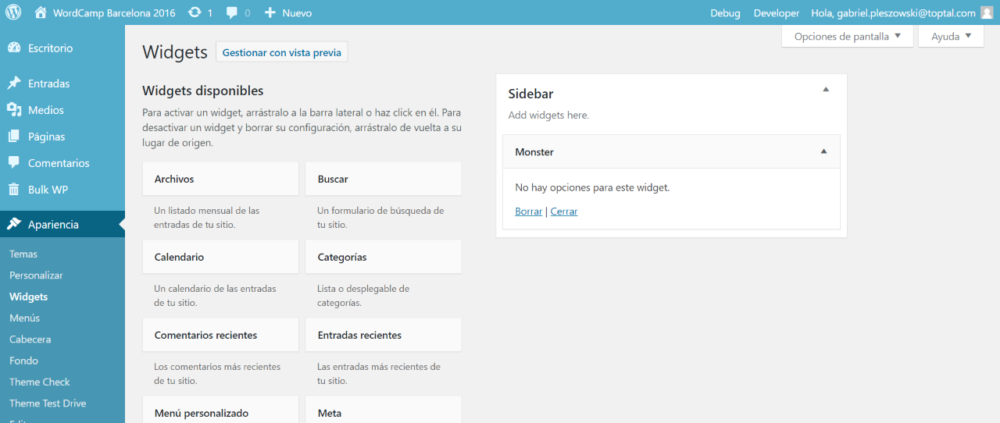 WordCamp Barcelona 2016 1 0 Nuevo Debug Developer Hola, gabriel.pleszowski@toptal.com
Opciones de pantalla Ayuda
Escritorio
Entradas
Medios
Páginas
Comentarios
Bulk WP
Apariencia
Temas
Personalizar
Widgets
Menús
Cabecera
Fondo
Theme Check
Theme Test Drive
Widgets Gestionar con vista previa
Widgets disponibles
Para activar un widget, arrástralo a la barra lateral o haz click en él. Para
desactivar un widget y borrar su configuración, arrástralo de vuelta a su
lugar de origen.
Archivos
Un listado mensual de las
entradas de tu sitio.
Buscar
Un formulario de búsqueda de
tu sitio.
Calendario
Un calendario de las entradas
de tu sitio.
Categorías
Lista o desplegable de
categorías.
Comentarios recientes
Los comentarios más recientes
de tu sitio.
Entradas recientes
Las entradas más recientes de
tu sitio.
Menú personalizado
Meta
Sidebar
Add widgets here.
Monster
No hay opciones para este widget.
Borrar | Cerrar